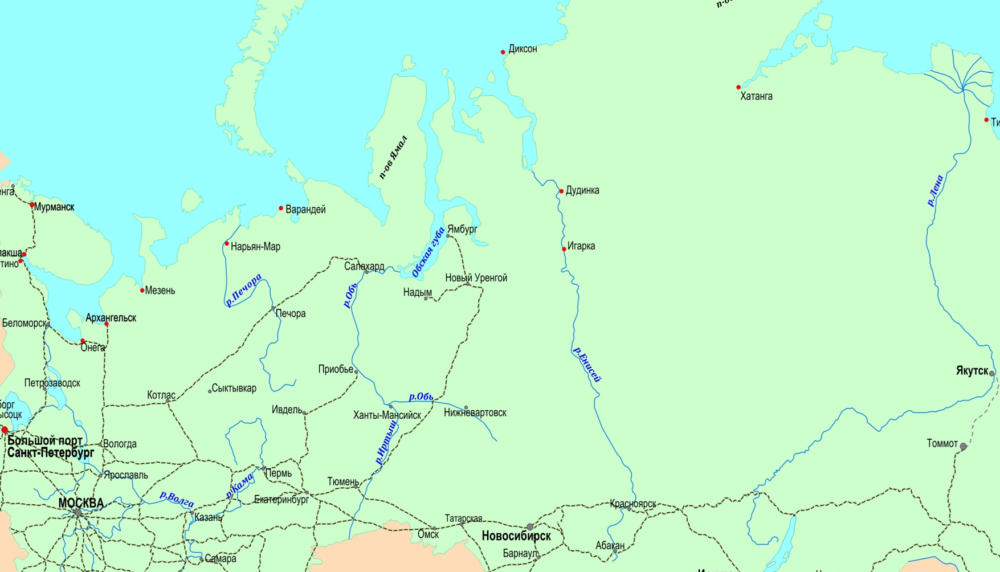 Диксон
Хатанга
п-ов Ямал
р.Лена
Дудинка
Мурманск
Варандей
Ямбург
Обская губа
Нарьян-Мар
Игарка
Салехард
Новый Уренгой
р.Печора
р.Обь
Надым
Мезень
Печора
Архангельск
Беломорск
Онега
р.Енисей
Приобье
Якутск
Петрозаводск
Сыктывкар
Котлас
р.Обь
Ивдель
Ханты-Мансийск
Нижневартовск
Большой порт
Санкт-Петербург
Вологда
р.Иртыш
Томмот
Ярославль
Пермь
р.Кама
Тюмень
МОСКВА
р.Волга
Екатеринбург
Красноярск
Казань
Татарская
Омск
Новосибирск
Абакан
Барнаул
Самара